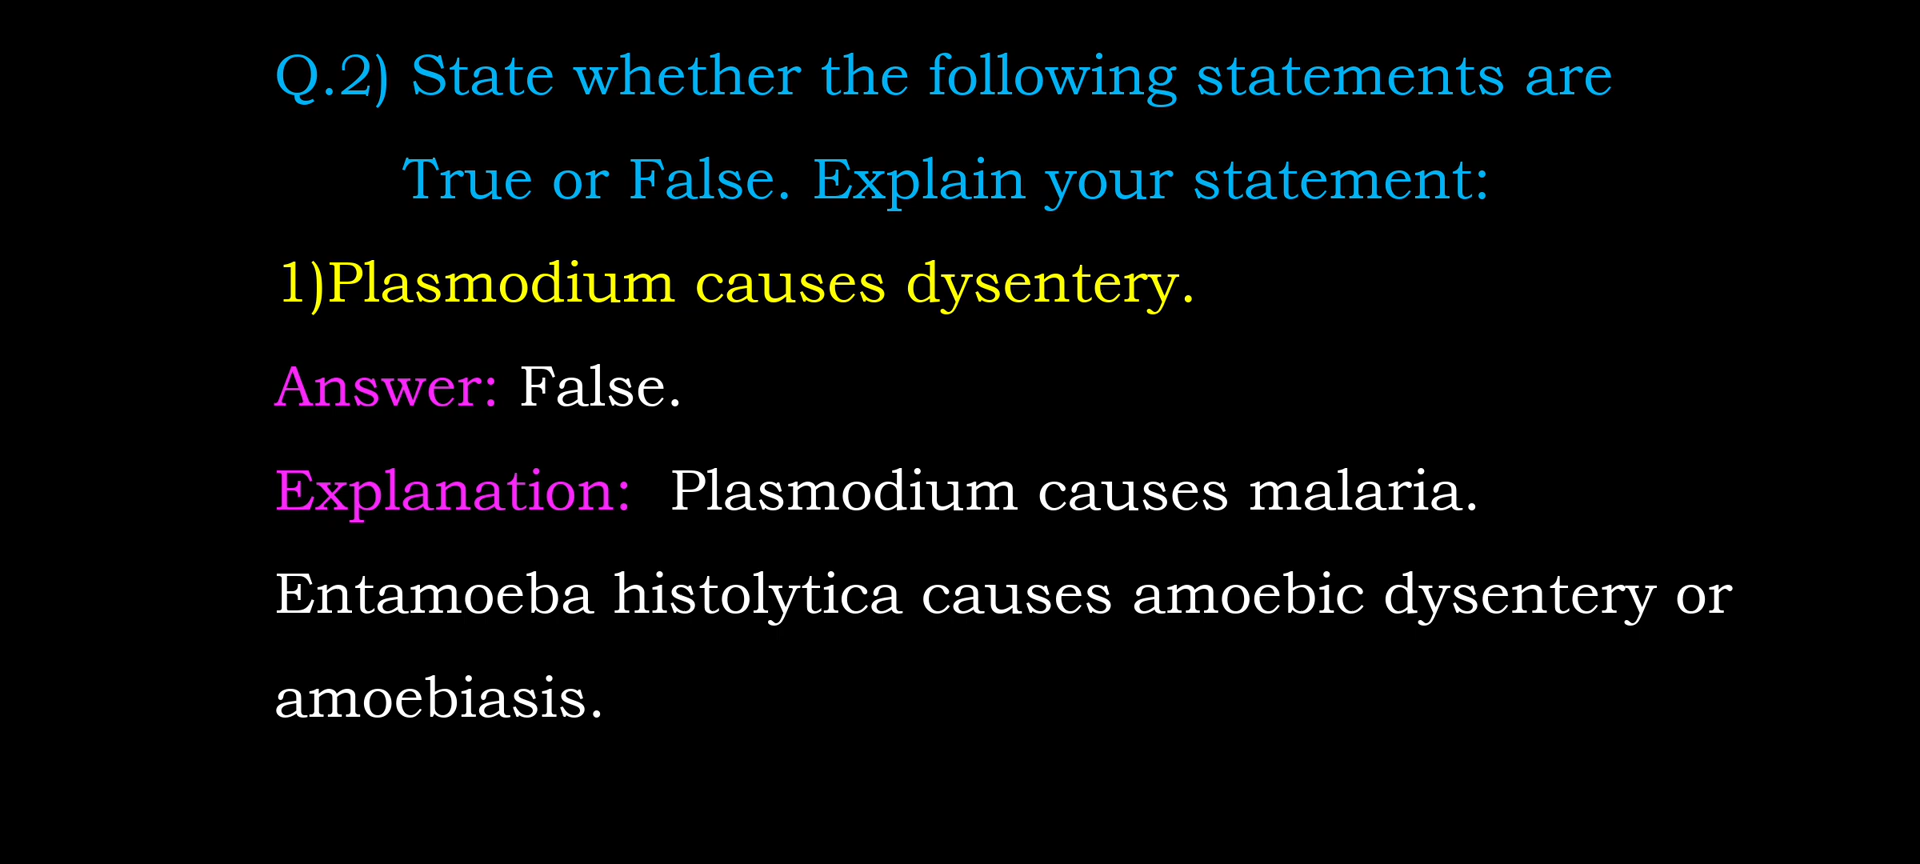 Q.2) State whether the following statements are
True or False. Explain your statement:
1)Plasmodium causes dysentery.
Answer: False.
Explanation:  Plasmodium causes malaria.
Entamoeba histolytica causes amoebic dysentery or
amoebiasis.